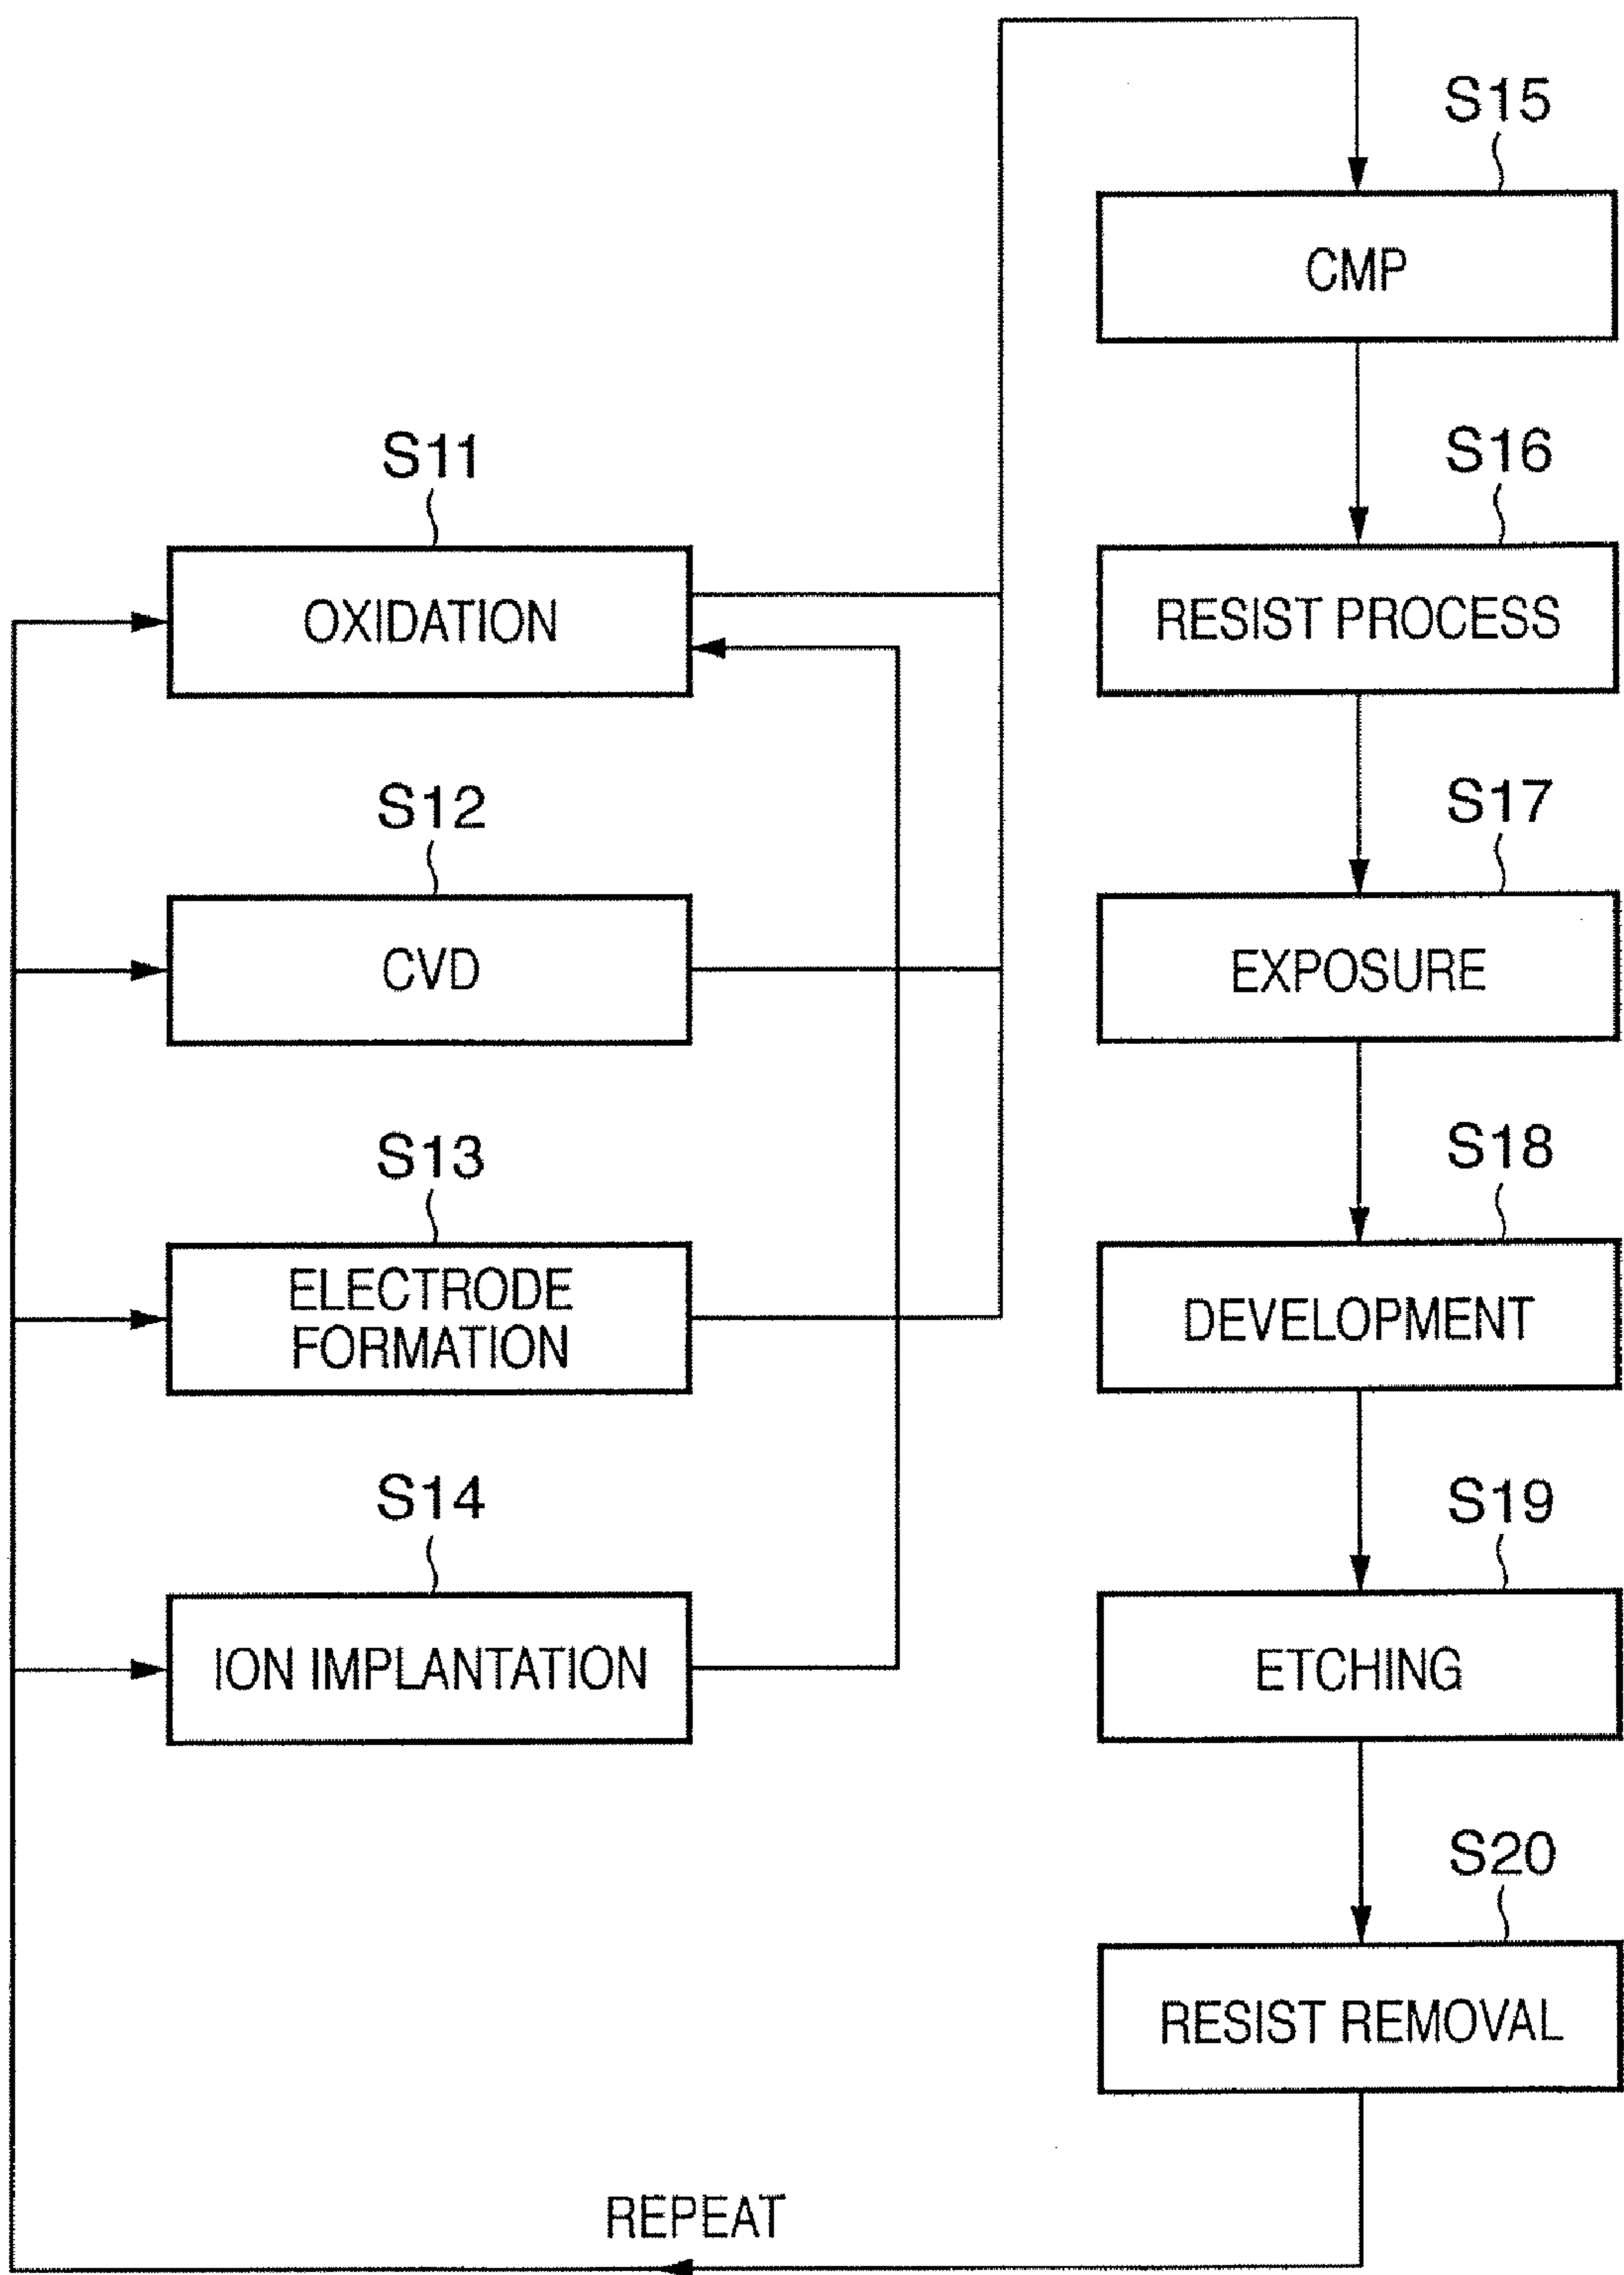 S11
OXIDATION
S12
CVD
S13
ELECTRODE
FORMATION
S14
ION IMPLANTATION
S15
CMP
S16
RESIST PROCESS
S17
EXPOSURE
S18
DEVELOPMENT
S19
ETCHING
S20
RESIST REMOVAL
REPEAT